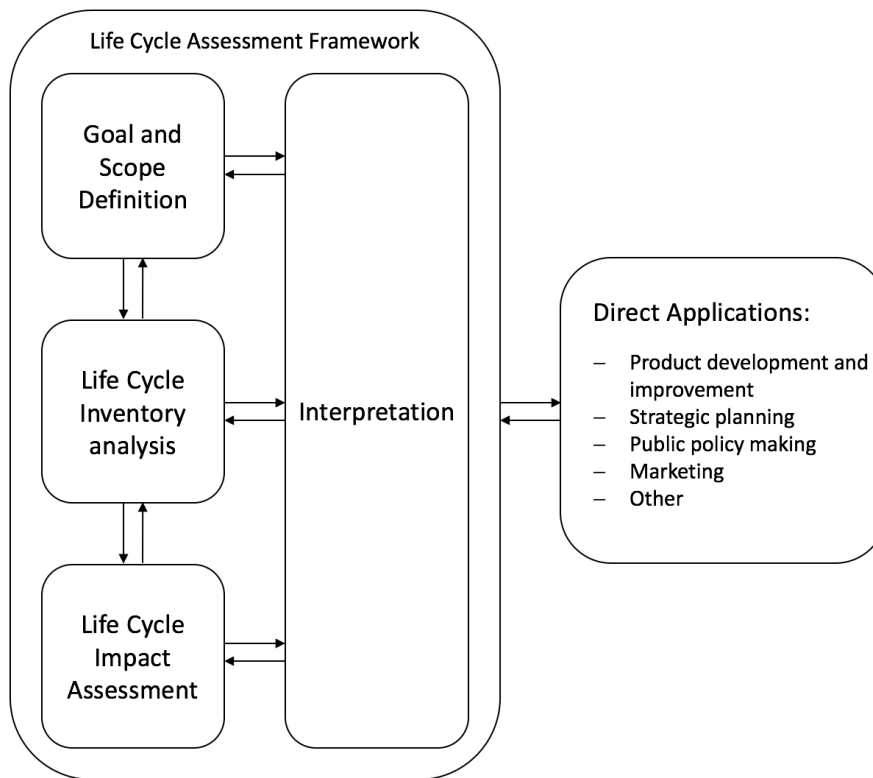 Life Cycle Assessment Framework
Goal and
Scope
Definition
Life Cycle
Inventory
analysis
Life Cycle
Impact
Assessment
Interpretation
Direct Applications:
– Product development and
improvement
– Strategic planning
– Public policy making
– Marketing
– Other